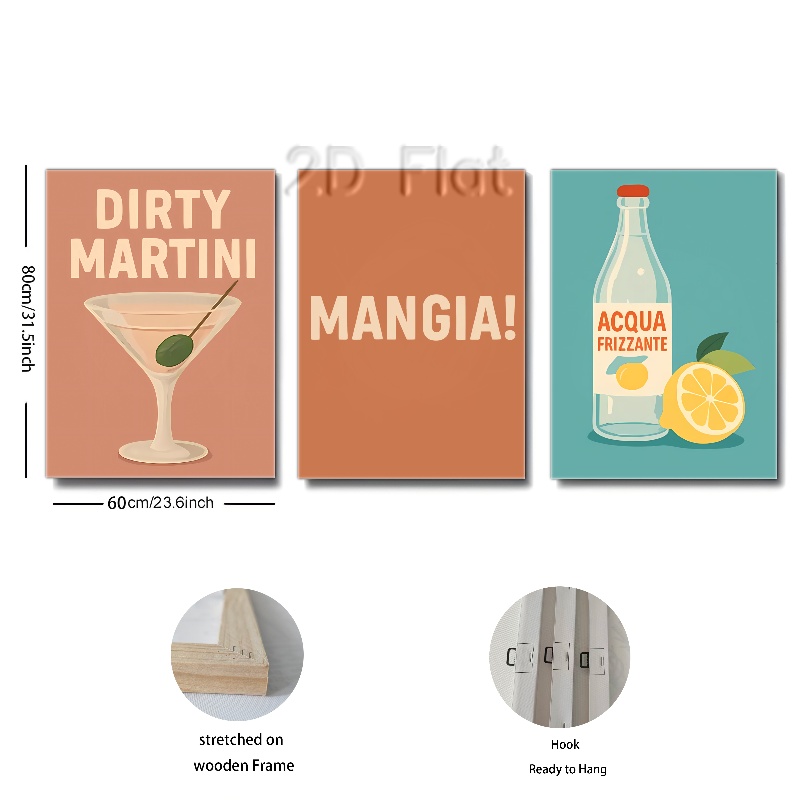 2.D Flat
DIRTY
MARTINI
MANGIA!
ACQUA
FRIZZANTE
80cm/31.5inch
60cm/23.6inch
stretched on
wooden Frame
Hook
Ready to Hang